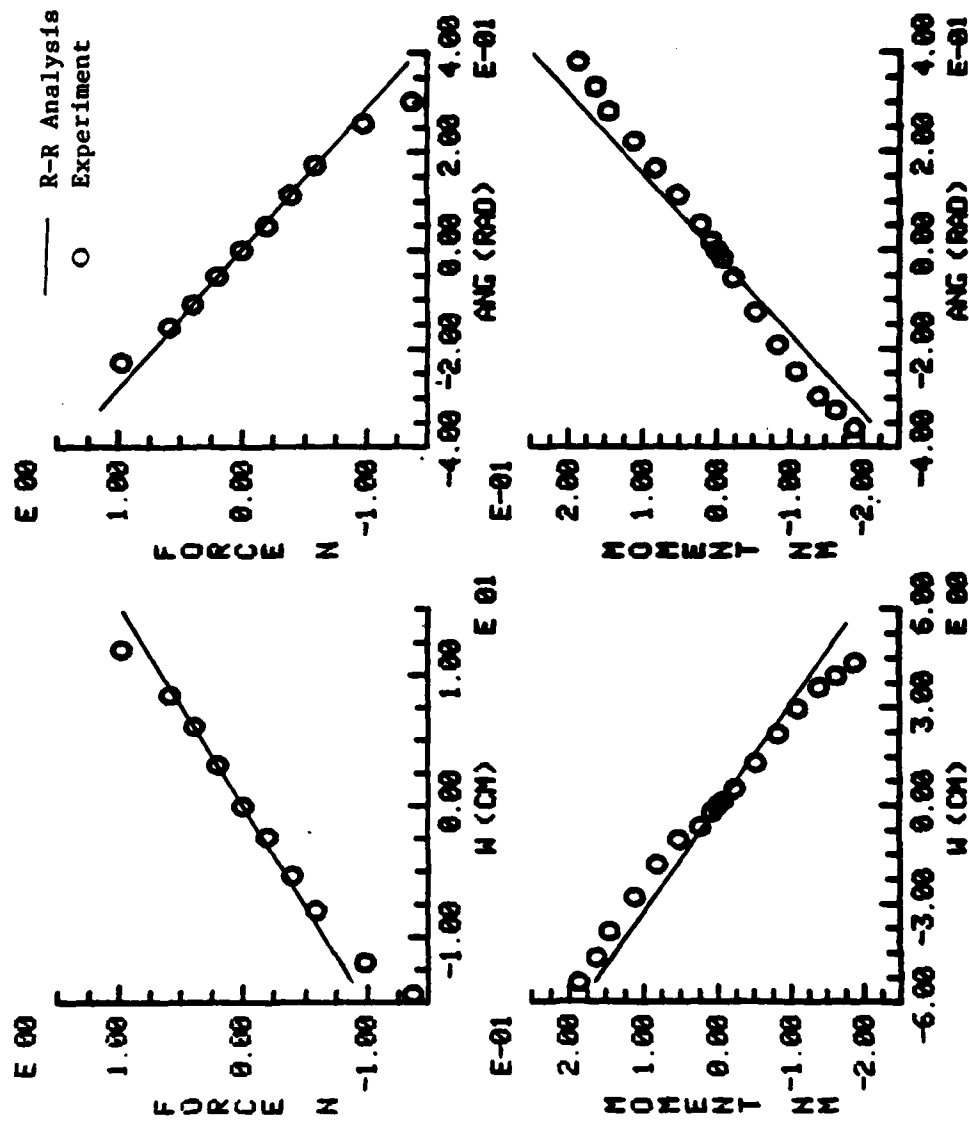 R-R Analysis
Experiment
E 00
1.00
0.00
-1.00
FORCE N
-1.00 0.00 1.00
W (CM) E 01
E 00
1.00
0.00
-1.00
FORCE N
-4.00 -2.00 0.00 2.00 4.00
ANG (RAD) E-01
E-01
2.00
1.00
0.00
-1.00
-2.00
MOMENT NM
-6.00 -3.00 0.00 3.00 6.00
W (CM) E 00
E-01
2.00
1.00
0.00
-1.00
-2.00
MOMENT NM
-4.00 -2.00 0.00 2.00 4.00
ANG (RAD) E-01